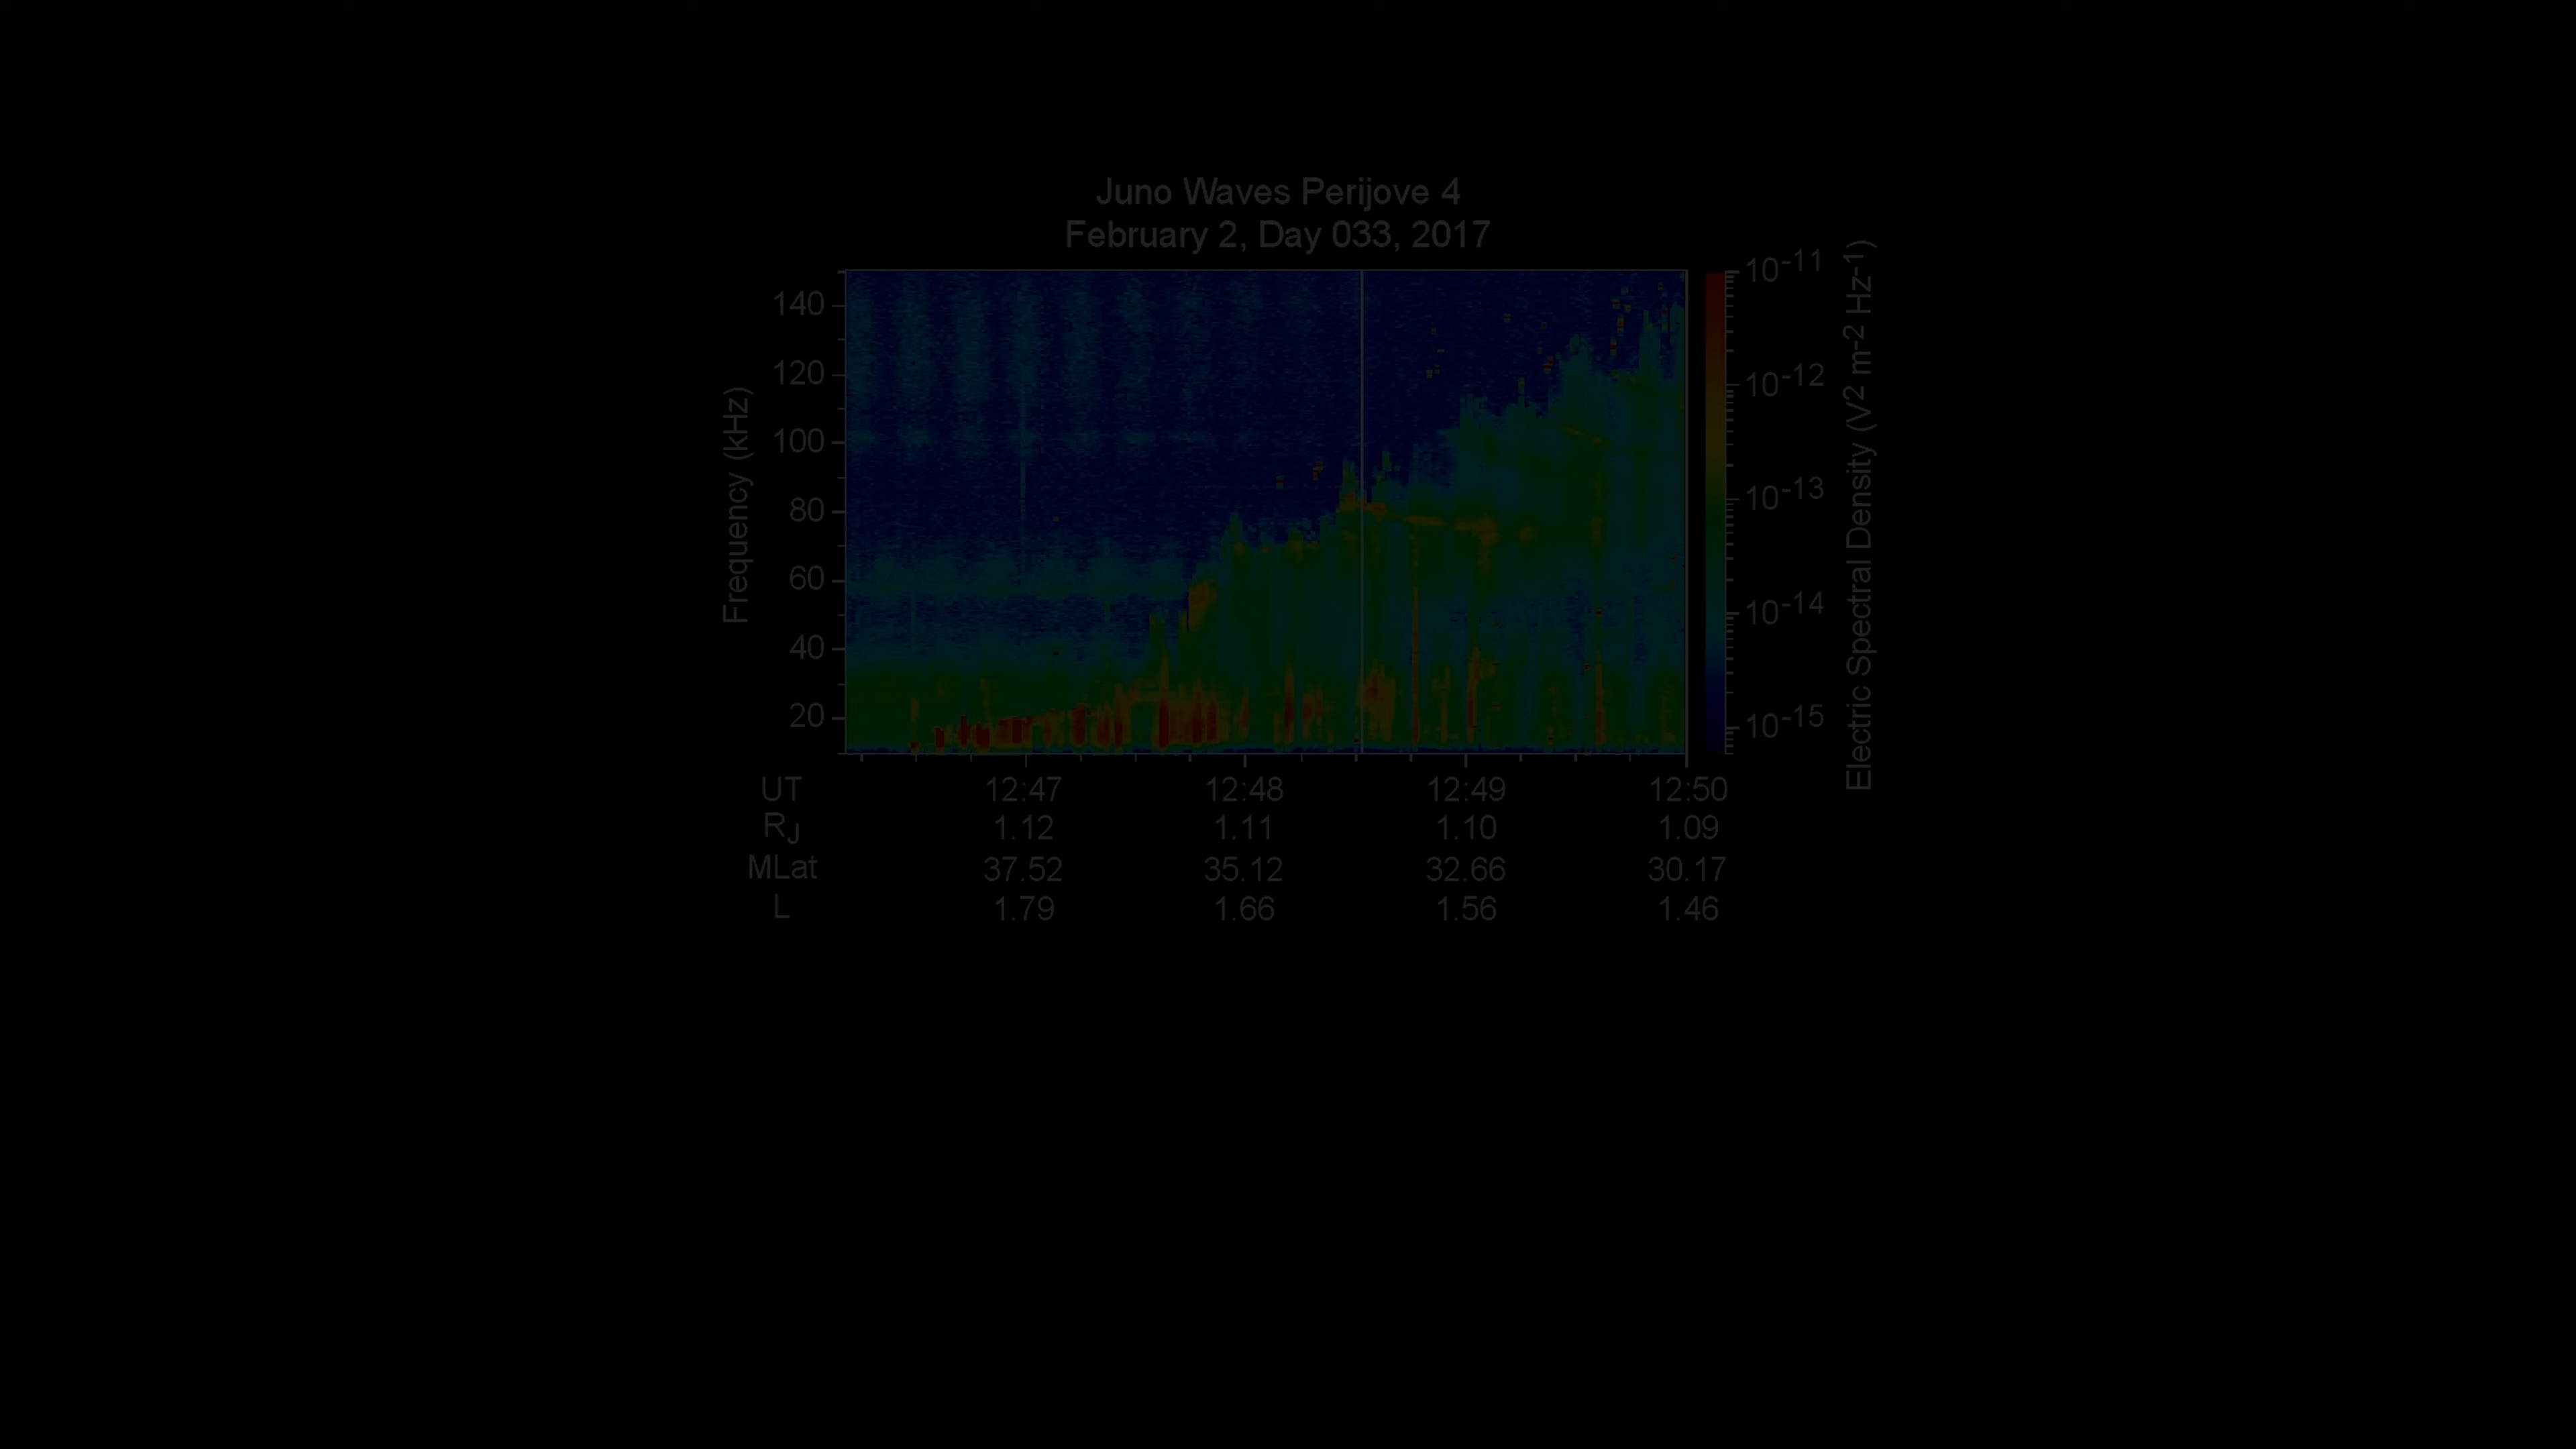 Juno Waves Perijove 4
February 2, Day 033, 2017
Frequency (kHz)
140
120
100
80
60
40
20
10-11
10-12
10-13
10-14
10-15
Electric Spectral Density (V2 m-2 Hz-1)
UT 12:47 12:48 12:49 12:50
RJ 1.12 1.11 1.10 1.09
MLat 37.52 35.12 32.66 30.17
L 1.79 1.66 1.56 1.46